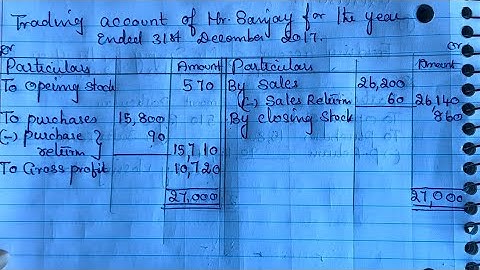 Trading account of Mr. Sanjay for the year
Ended 31st December 2017.
Dr Cr
Particulars Amount Particulars Amount
To opening stock 570 By Sales 26,200
(-) Sales Return 60 26,140
To purchases 15,800 By closing stock 860
(-) purchase } 90
return 15,710
To Gross profit 10,720
27,000 27,000